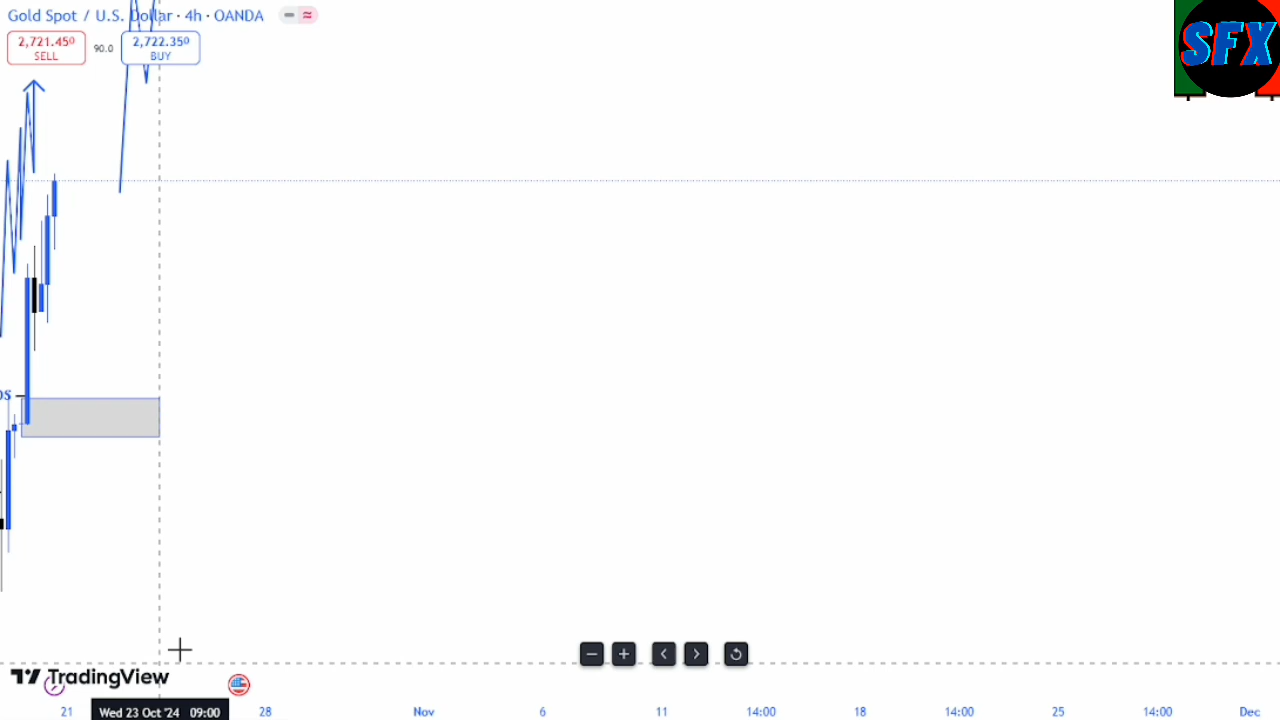 Gold Spot / U.S. Dollar · 4h · OANDA
2,721.450
SELL
90.0
2,722.350
BUY
SFX
OS
TradingView
21
Wed 23 Oct '24 09:00
28
Nov
6
11
14:00
18
14:00
25
14:00
Dec